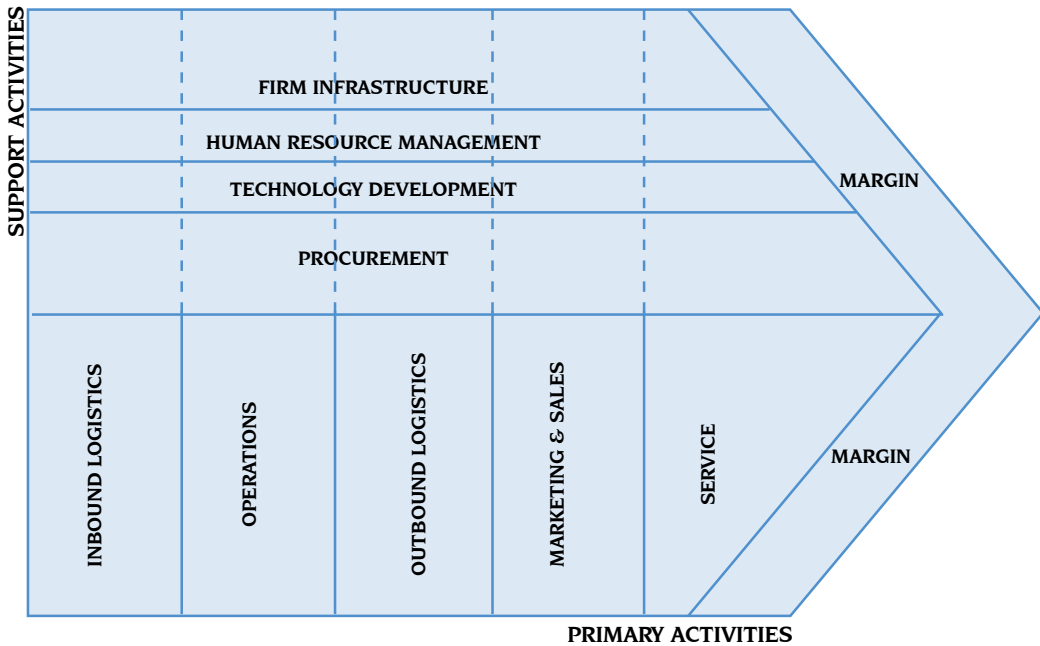 SUPPORT ACTIVITIES
FIRM INFRASTRUCTURE
HUMAN RESOURCE MANAGEMENT
TECHNOLOGY DEVELOPMENT
PROCUREMENT
MARGIN
INBOUND LOGISTICS
OPERATIONS
OUTBOUND LOGISTICS
MARKETING & SALES
SERVICE
MARGIN
PRIMARY ACTIVITIES